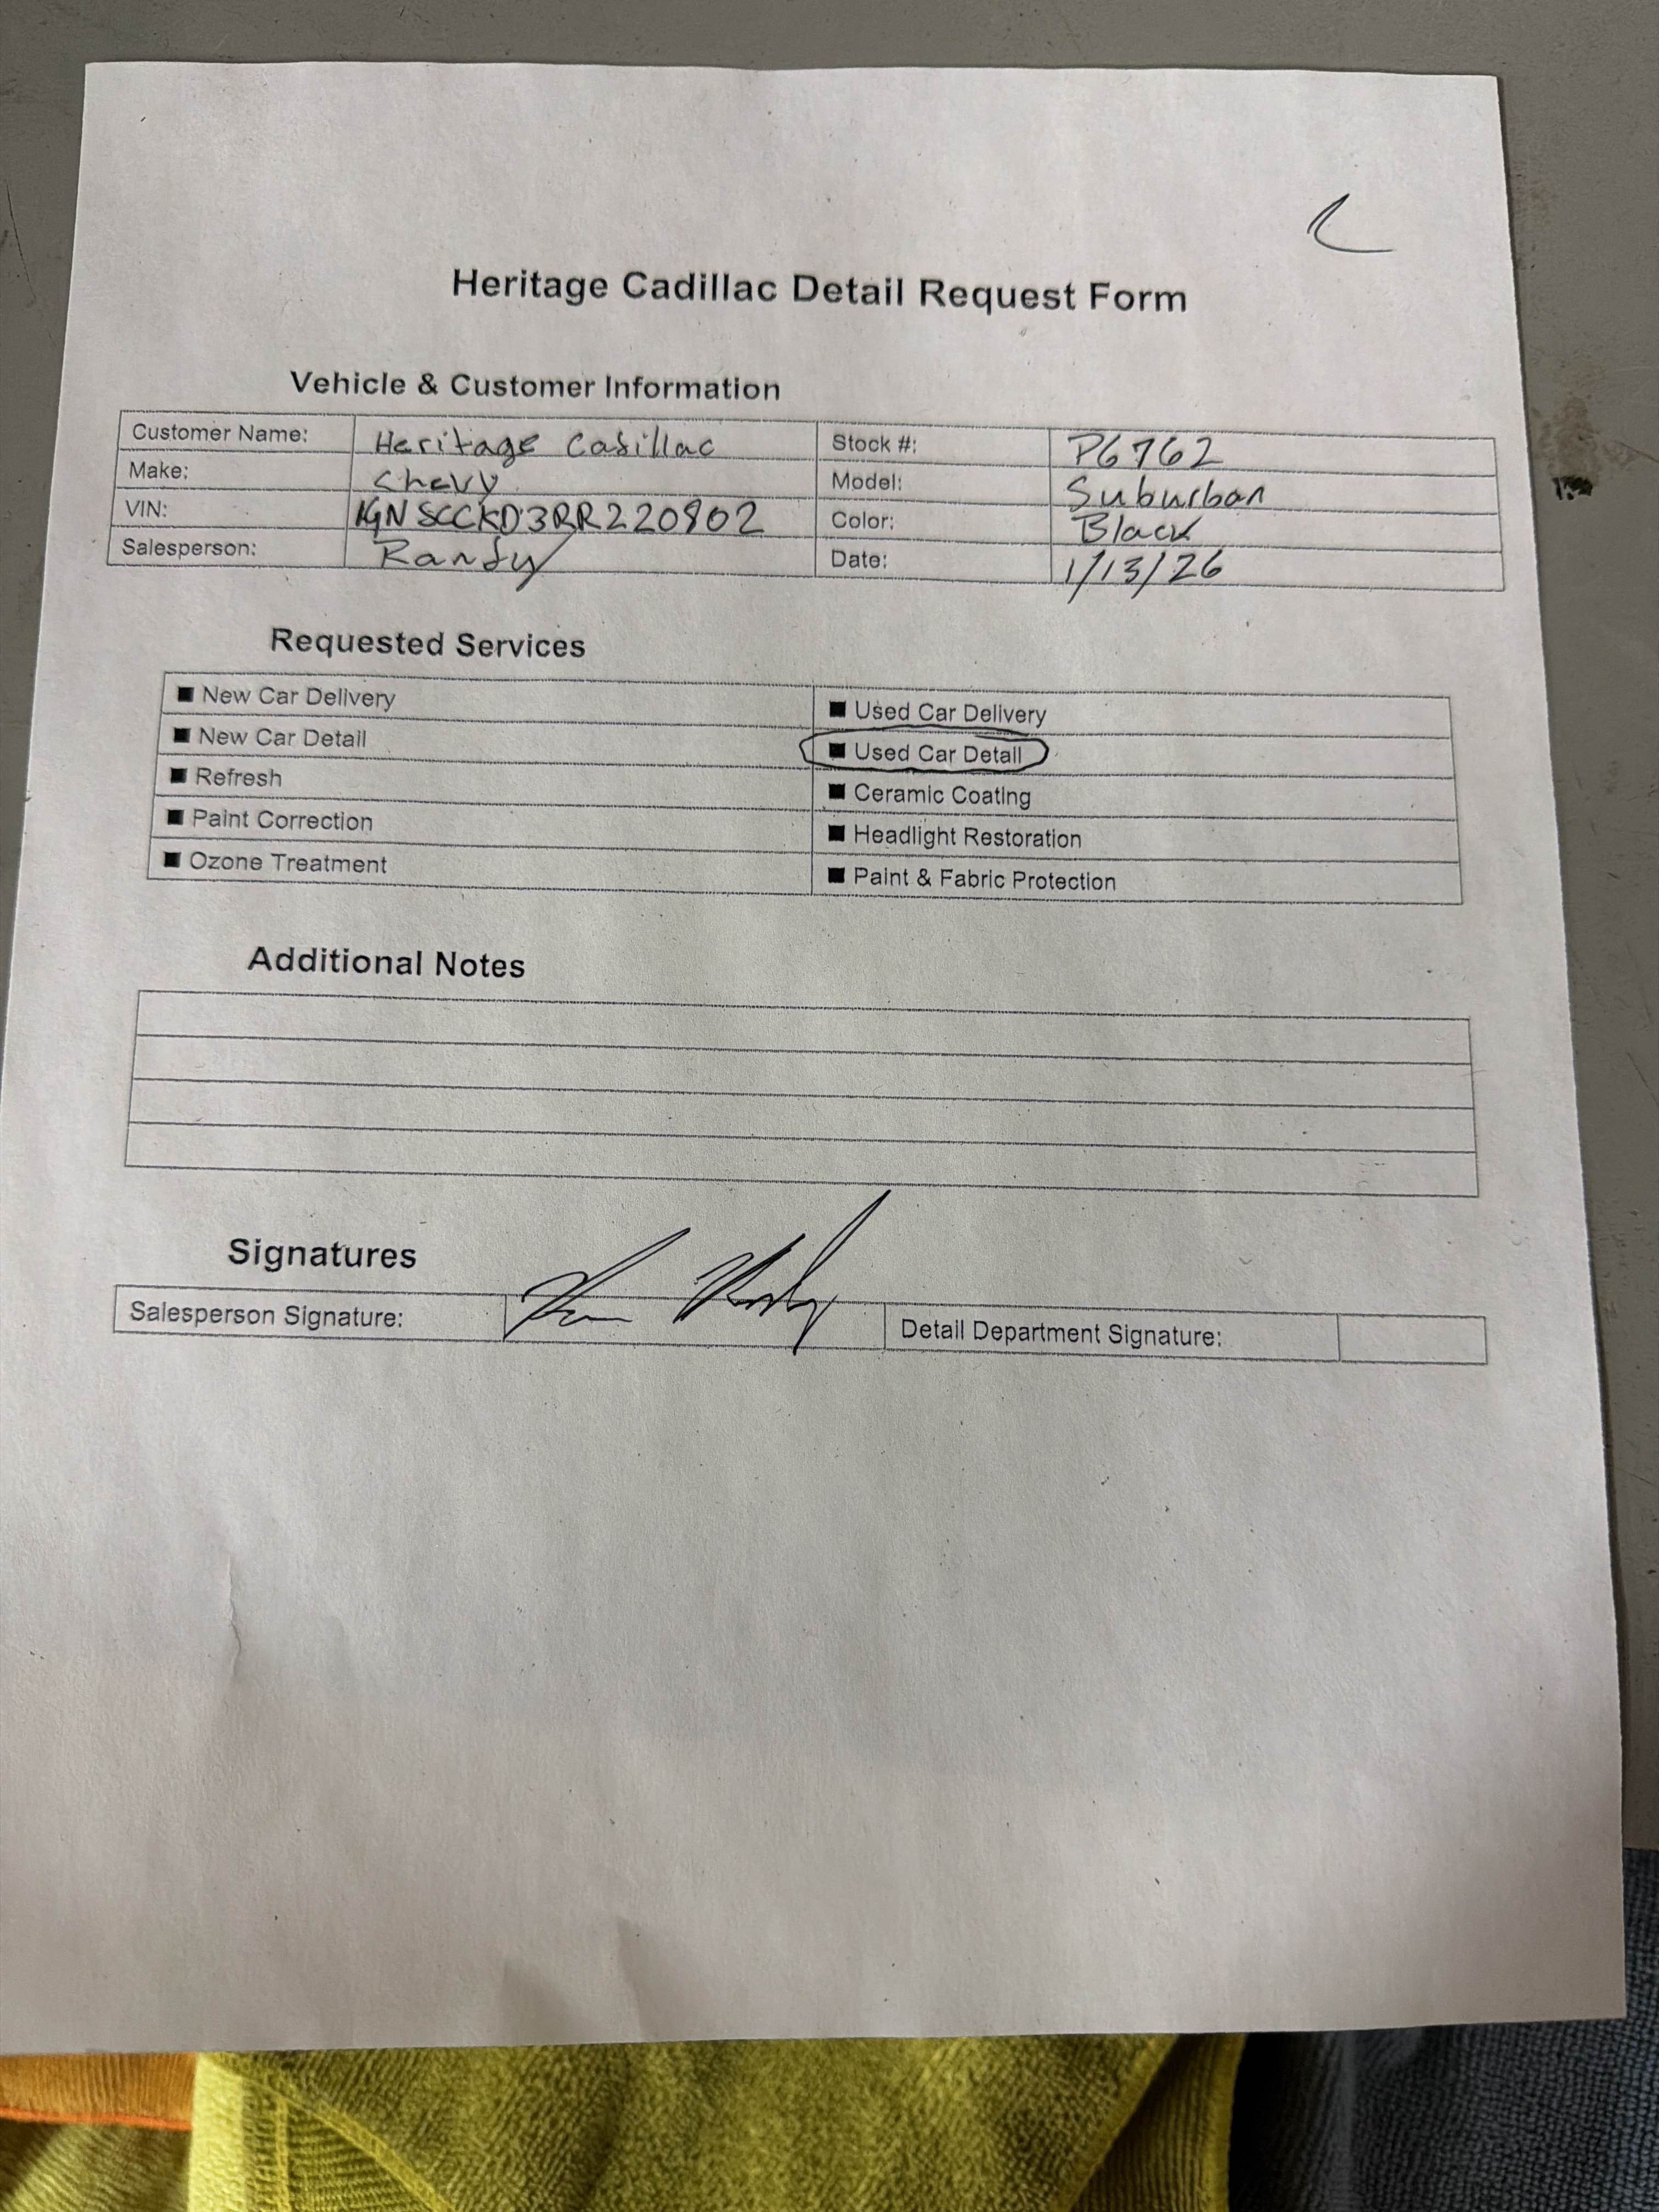 Heritage Cadillac Detail Request Form
Vehicle & Customer Information
Customer Name: Heritage Cadillac Stock #: P6762
Make: Chevy Model: Suburban
VIN: 1GNSCCKD3RR220902 Color: Black
Salesperson: Randy Date: 1/13/26
Requested Services
■ New Car Delivery ■ Used Car Delivery
■ New Car Detail ■ Used Car Detail
■ Refresh ■ Ceramic Coating
■ Paint Correction ■ Headlight Restoration
■ Ozone Treatment ■ Paint & Fabric Protection
Additional Notes
Signatures
Salesperson Signature: Detail Department Signature: